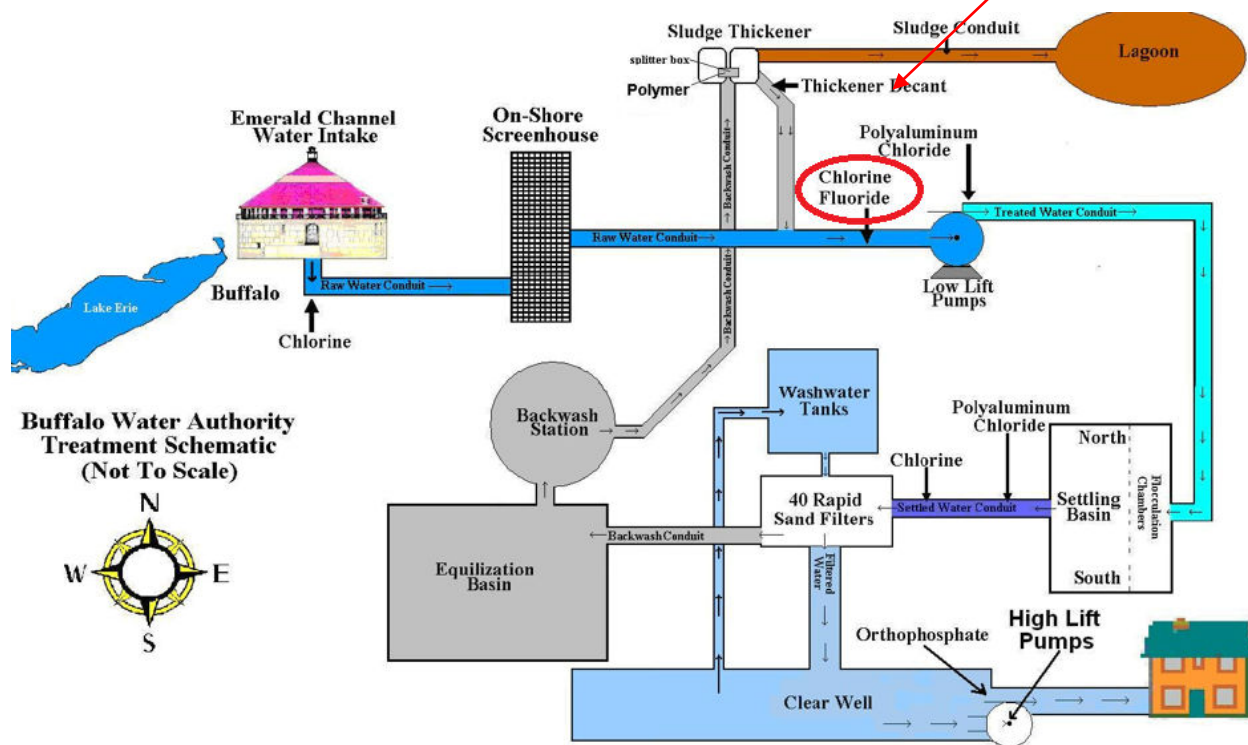 Sludge Thickener
splitter box
Polymer
Sludge Conduit
Lagoon
Thickener Decant
Emerald Channel
Water Intake
On-Shore
Screenhouse
Backwash Conduit
Backwash Conduit
Polyaluminum
Chloride
Chlorine
Fluoride
Treated Water Conduit
Raw Water Conduit
Low Lift
Pumps
Raw Water Conduit
Buffalo
Lake Erie
Chlorine
Buffalo Water Authority
Treatment Schematic
(Not To Scale)
N
W
E
S
Backwash
Station
Washwater
Tanks
Polyaluminum
Chloride
Chlorine
North
Settling
Basin
South
Flocculation
Chambers
40 Rapid
Sand Filters
Settled Water Conduit
Backwash Conduit
Equilization
Basin
Filtered
Water
Orthophosphate
High Lift
Pumps
Clear Well